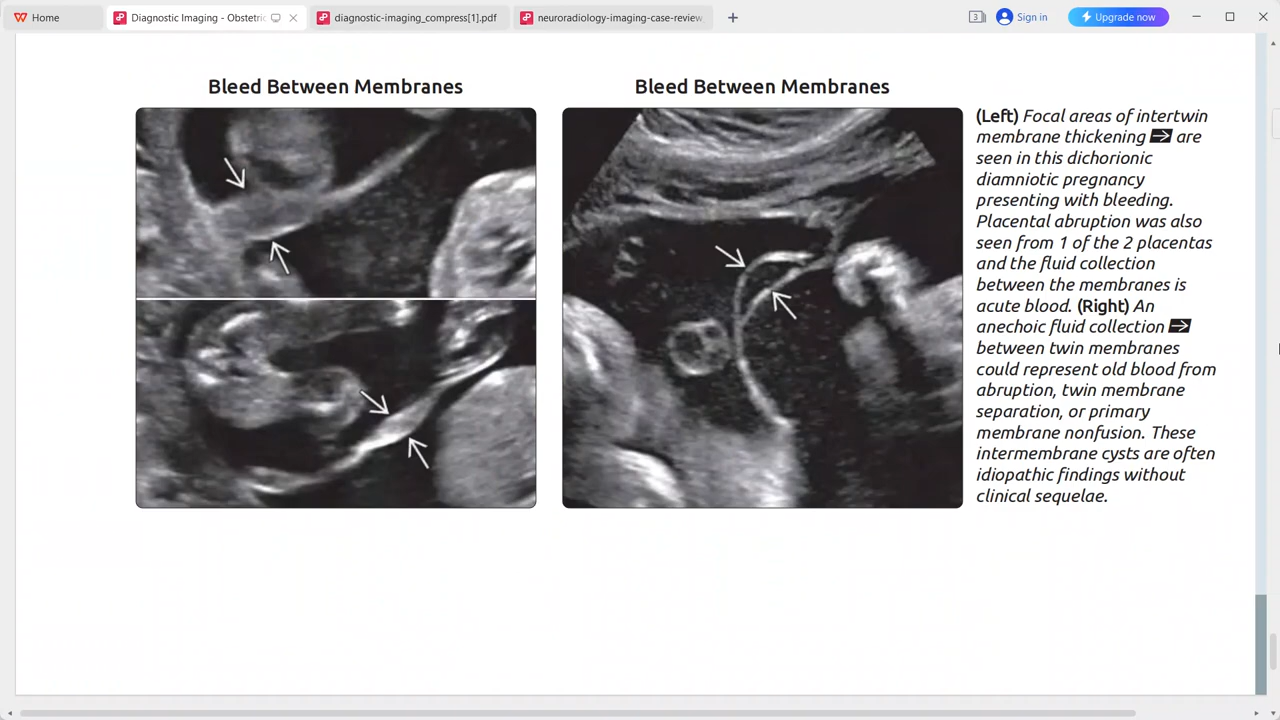 Home
Diagnostic Imaging - Obstetric
diagnostic-imaging_compress[1].pdf
neuroradiology-imaging-case-review
3
Sign in
Upgrade now
Bleed Between Membranes
Bleed Between Membranes
(Left) Focal areas of intertwin
membrane thickening ➡ are
seen in this dichorionic
diamniotic pregnancy
presenting with bleeding.
Placental abruption was also
seen from 1 of the 2 placentas
and the fluid collection
between the membranes is
acute blood. (Right) An
anechoic fluid collection ➡
between twin membranes
could represent old blood from
abruption, twin membrane
separation, or primary
membrane nonfusion. These
intermembrane cysts are often
idiopathic findings without
clinical sequelae.